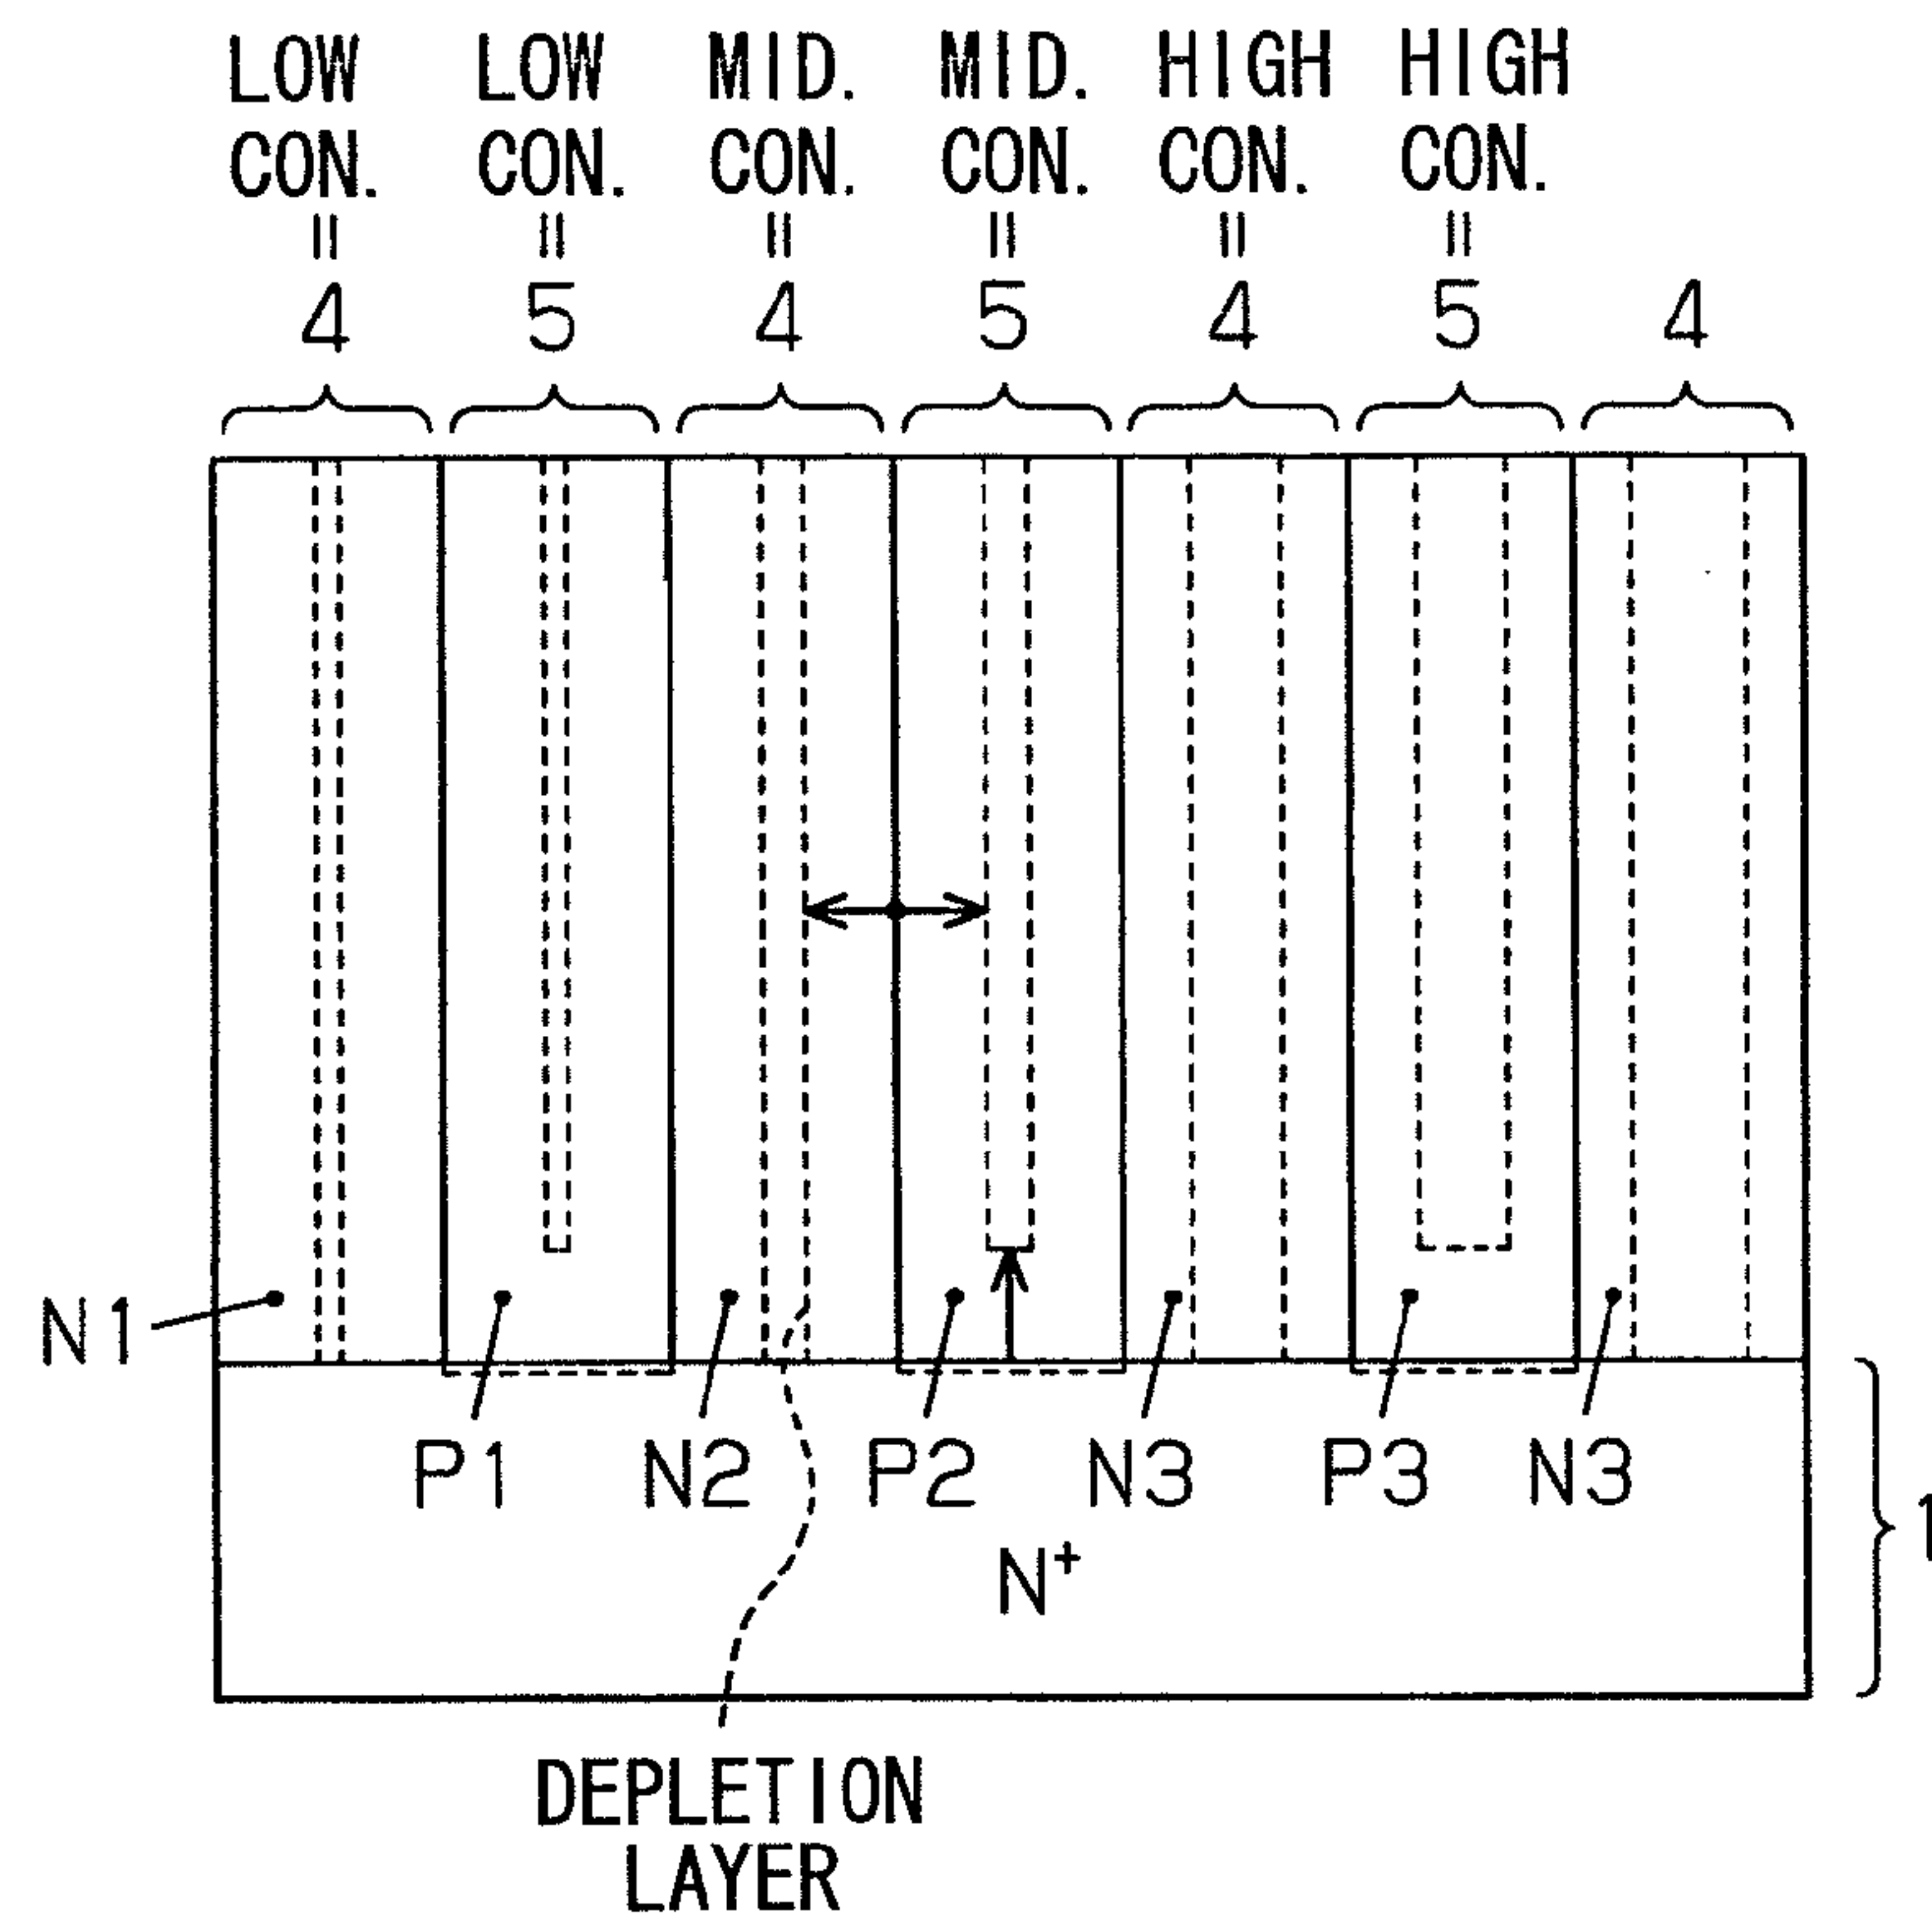 LOW LOW MID. MID. HIGH HIGH
CON. CON. CON. CON. CON. CON.
= = = = = =
4 5 4 5 4 5 4
N1
P1 N2 P2 N3 P3 N3
1
N+
DEPLETION
LAYER